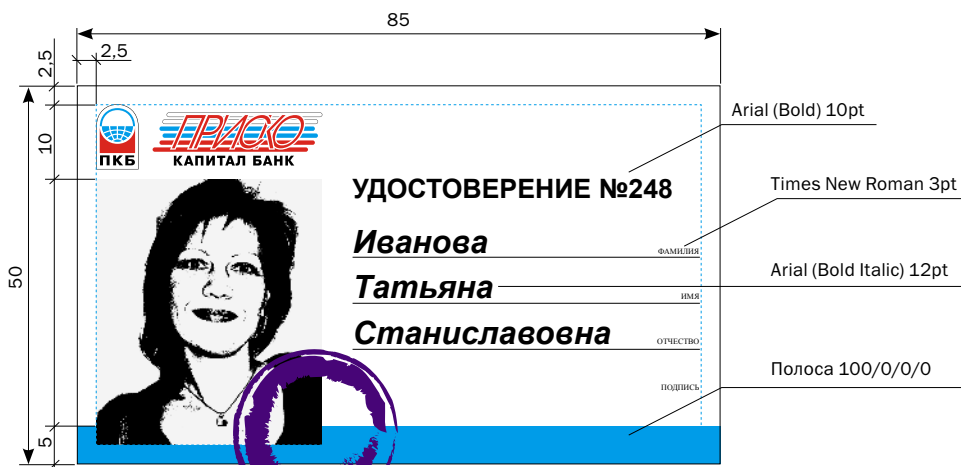 85
2,5
2,5
Arial (Bold) 10pt
10
ПКБ
ПРИСКО
КАПИТАЛ БАНК
УДОСТОВЕРЕНИЕ №248
Times New Roman 3pt
Иванова
ФАМИЛИЯ
50
Татьяна
ИМЯ
Arial (Bold Italic) 12pt
Станиславовна
ОТЧЕСТВО
Полоса 100/0/0/0
ПОДПИСЬ
5